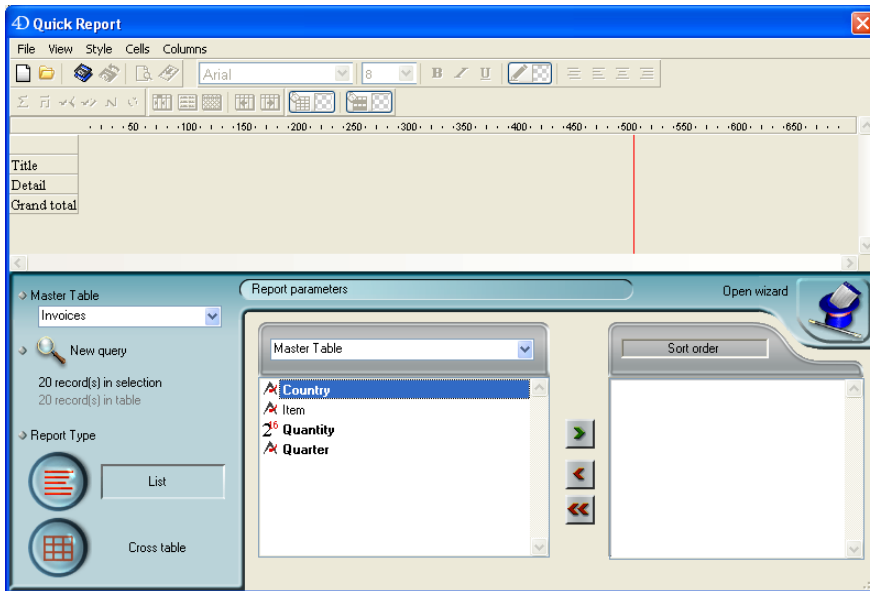 4D Quick Report
File View Style Cells Columns
Arial 8 B I U
50 100 150 200 250 300 350 400 450 500 550 600 650
Title
Detail
Grand total
Master Table
Invoices
New query
20 record(s) in selection
20 record(s) in table
Report Type
List
Cross table
Report parameters
Open wizard
Master Table
Country
Item
2 16 Quantity
Quarter
Sort order